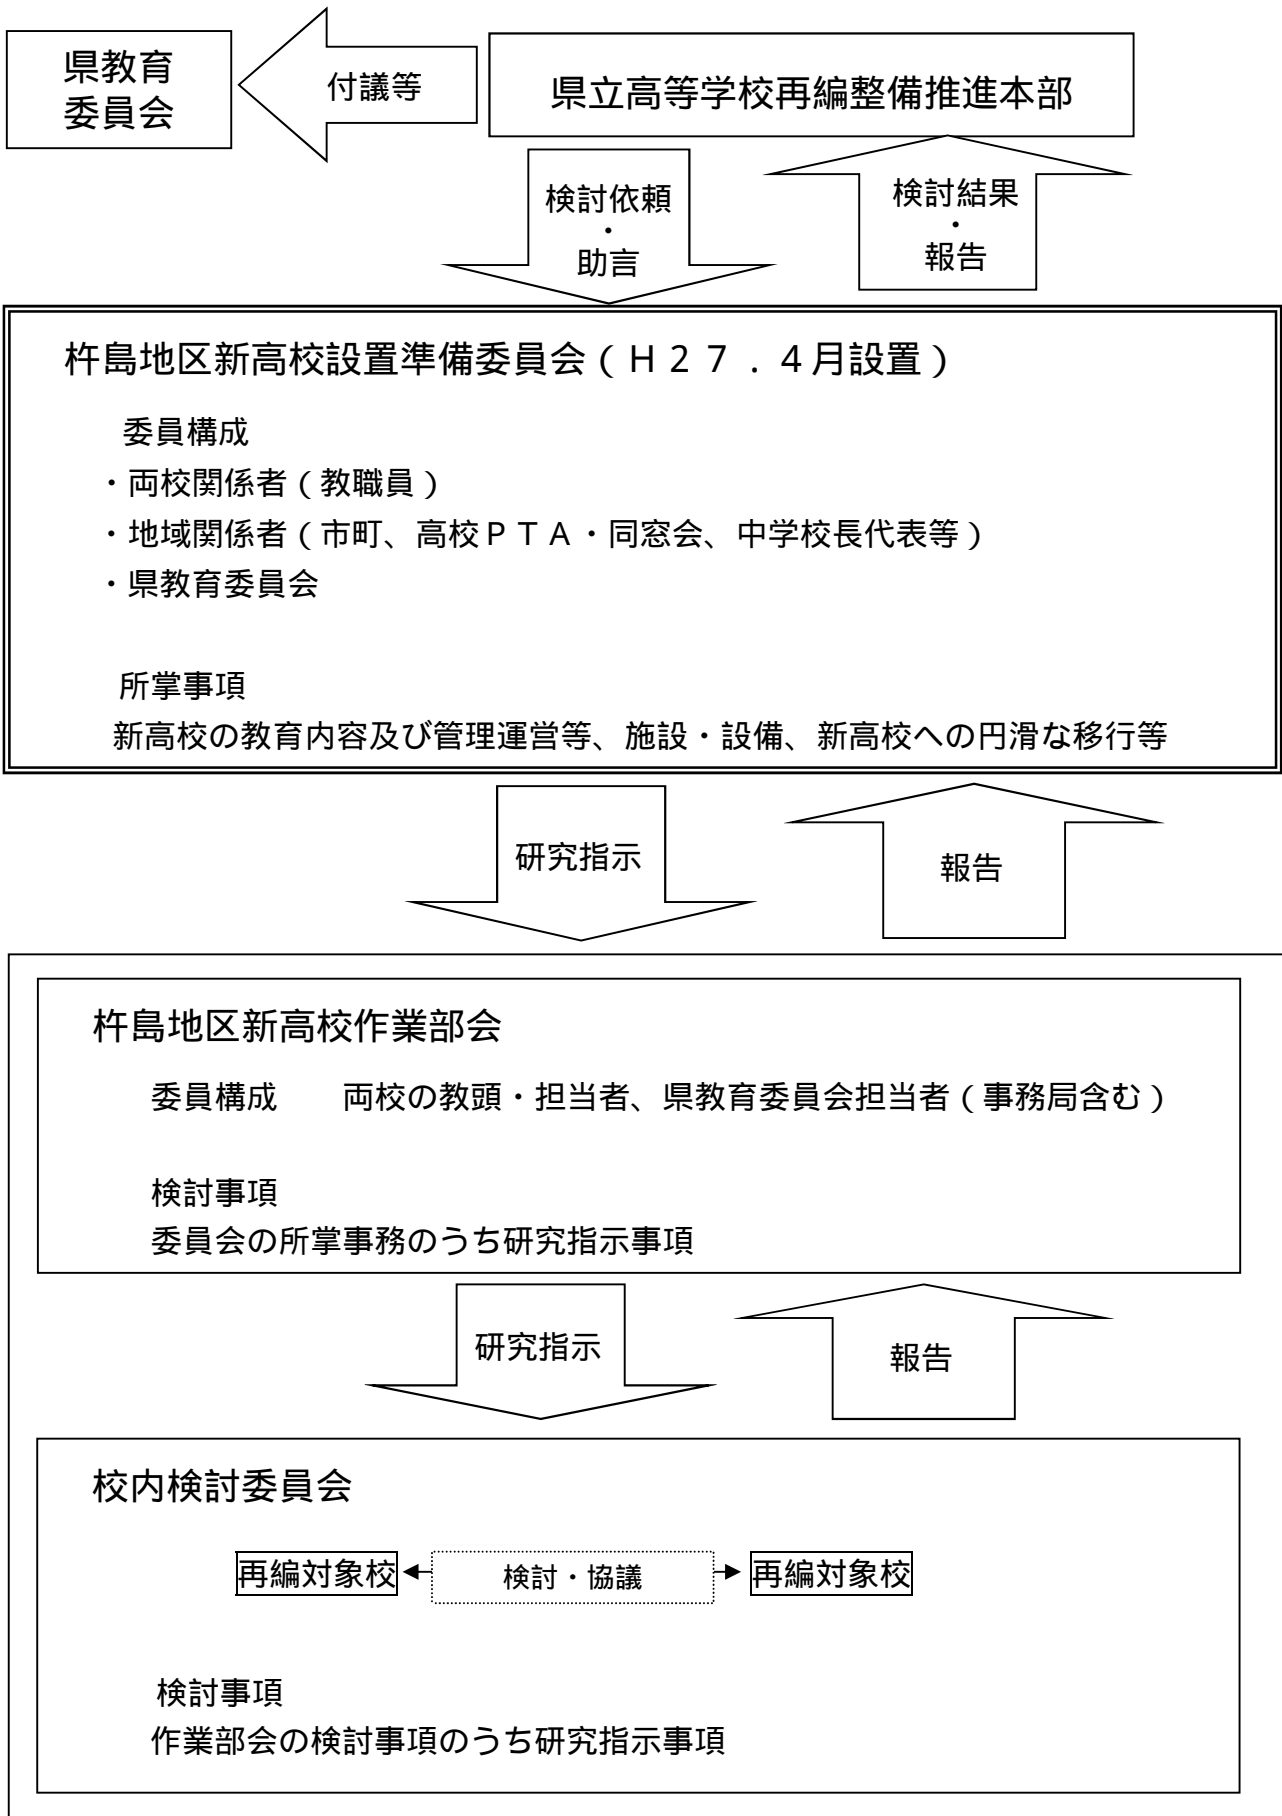 県教育
委員会
付議等
県立高等学校再編整備推進本部
検討依頼
・
助言
検討結果
・
報告
杵島地区新高校設置準備委員会(H27.4月設置)
委員構成
・両校関係者(教職員)
・地域関係者(市町、高校PTA・同窓会、中学校長代表等)
・県教育委員会
所掌事項
新高校の教育内容及び管理運営等、施設・設備、新高校への円滑な移行等
研究指示
報告
杵島地区新高校作業部会
委員構成　　両校の教頭・担当者、県教育委員会担当者(事務局含む)
検討事項
委員会の所掌事務のうち研究指示事項
研究指示
報告
校内検討委員会
再編対象校
検討・協議
再編対象校
検討事項
作業部会の検討事項のうち研究指示事項